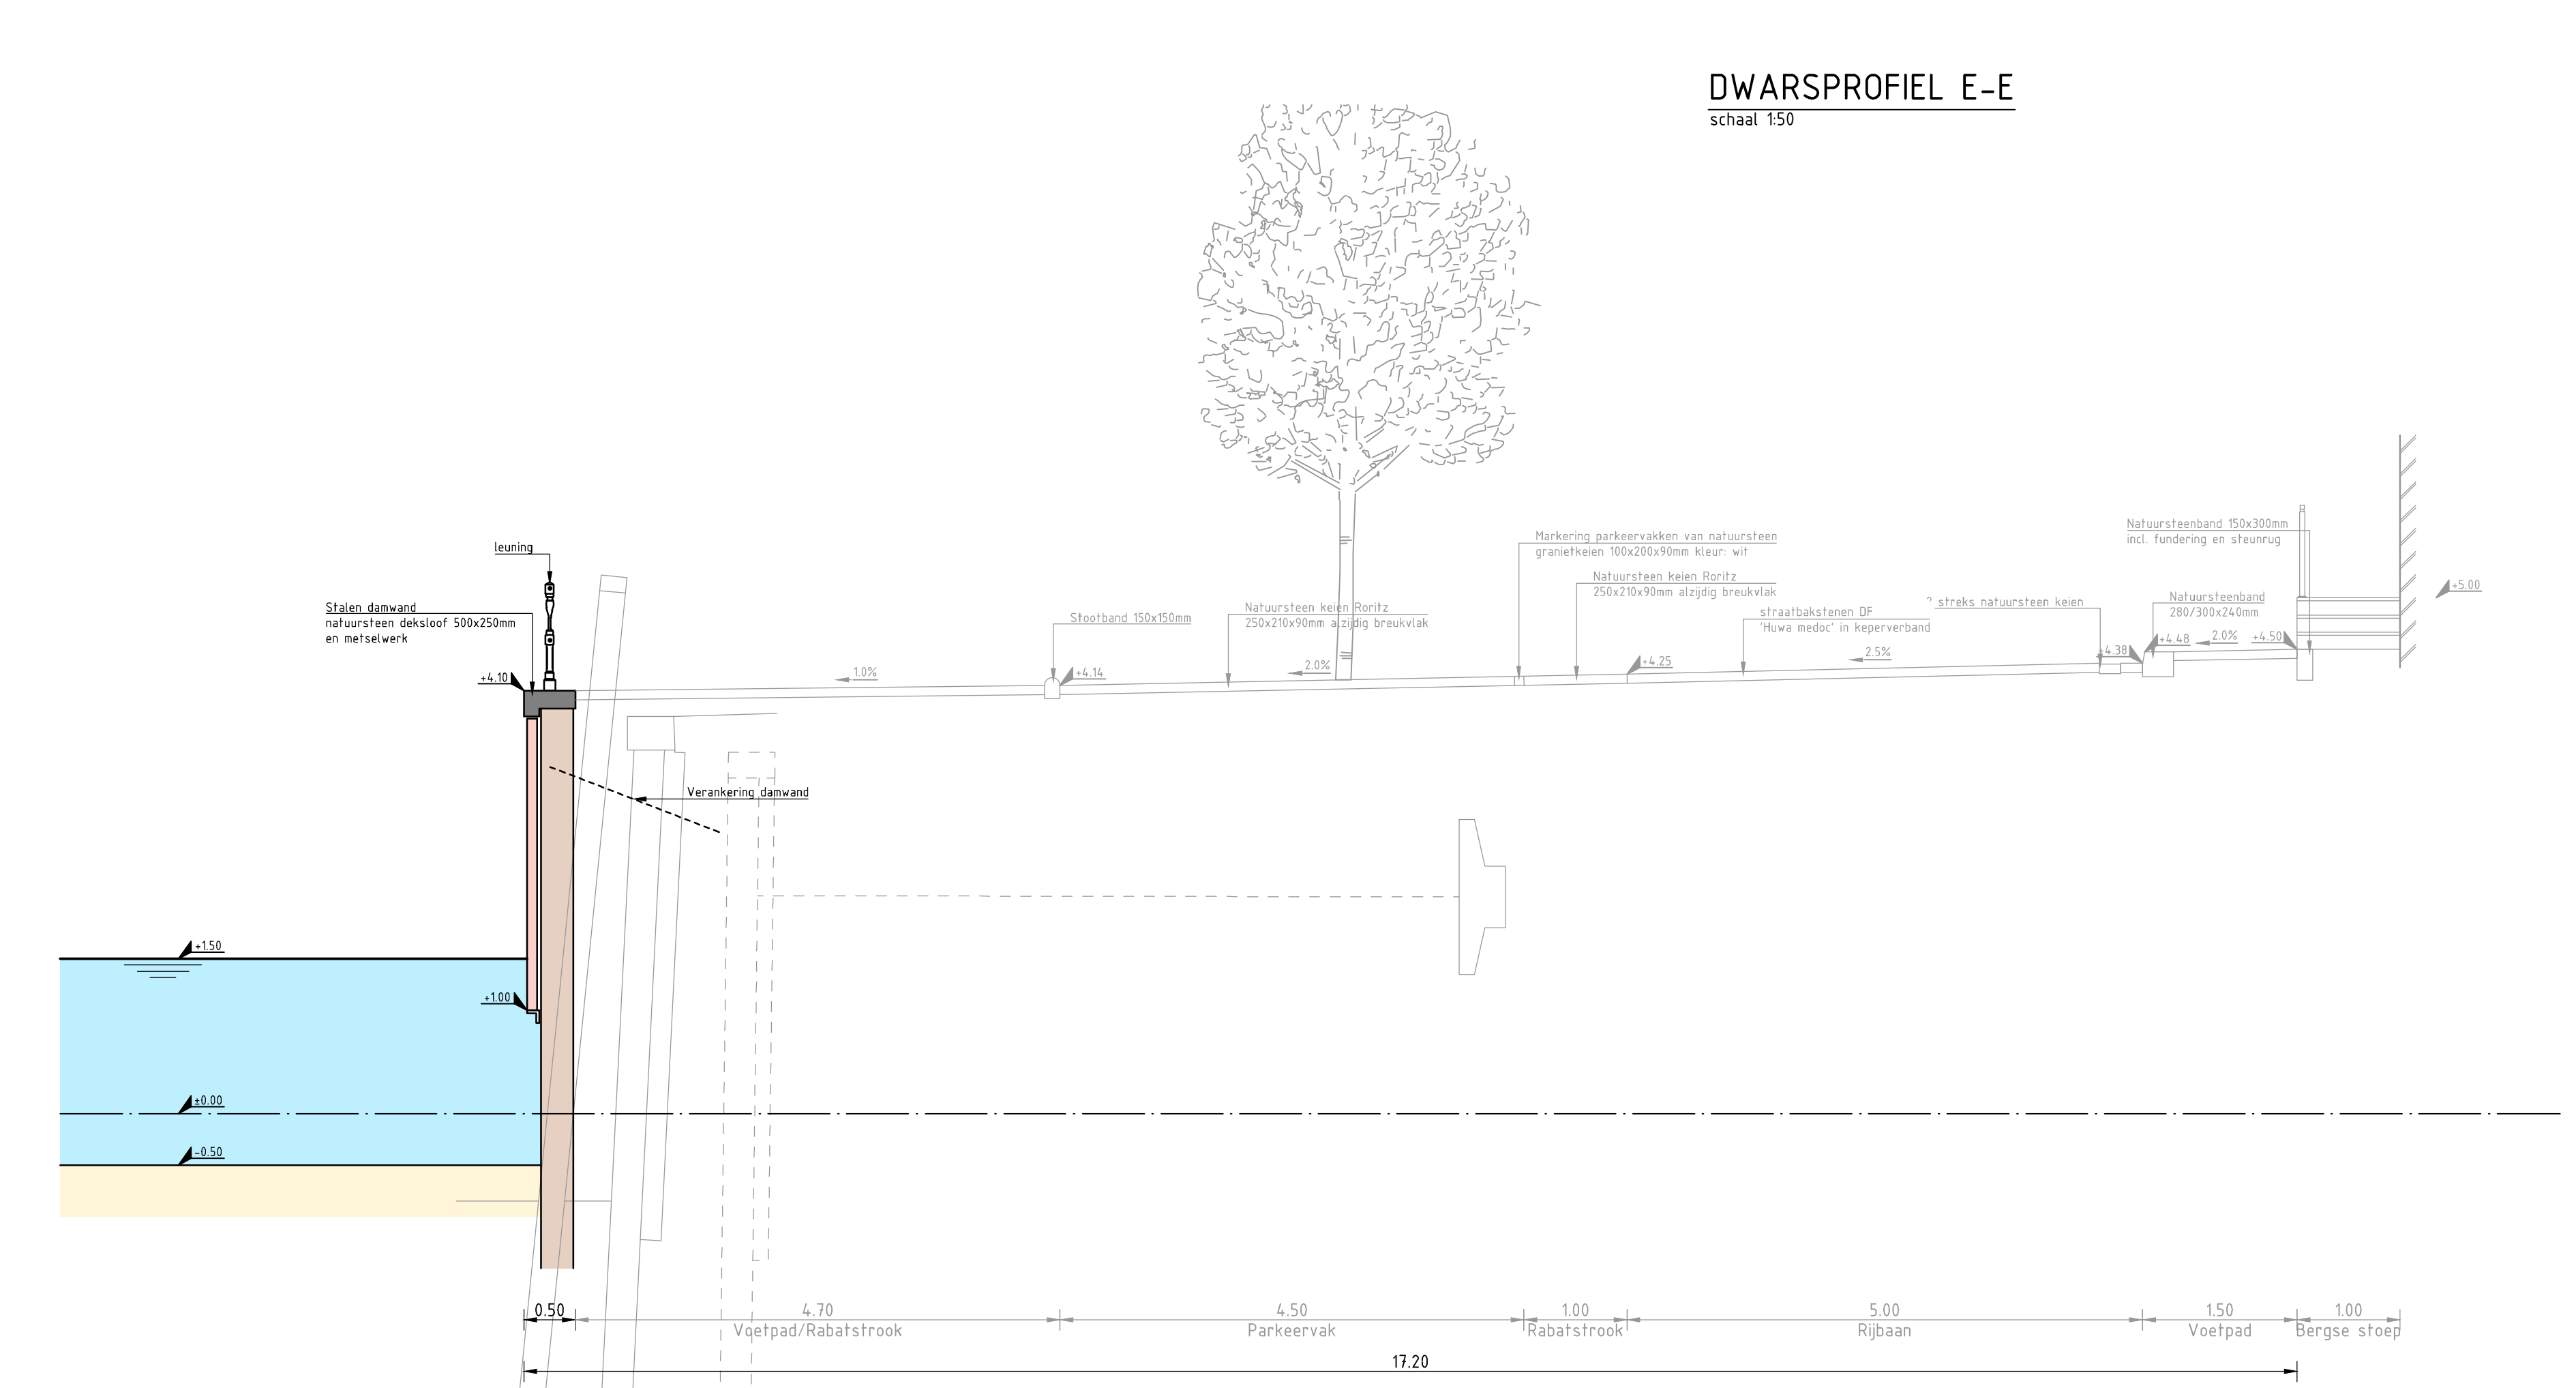 DWARSPROFIEL E-E
schaal 1:50
leuning
Stalen damwand
natuursteen deksloof 500x250mm
en metselwerk
+4.10
1.0%
Stootband 150x150mm
+4.14
Natuursteen keien Roritz
250x210x90mm alzijdig breukvlak
2.0%
Markering parkeervakken van natuursteen
granietkeien 100x200x90mm kleur: wit
Natuursteen keien Roritz
250x210x90mm alzijdig breukvlak
+4.25
straatbakstenen DF
'Huwa medoc' in keperverband
2.5%
streks natuursteen keien
+4.38
Natuursteenband 150x300mm
incl. fundering en steunrug
Natuursteenband
280/300x240mm
+4.48
2.0%
+4.50
+5.00
Verankering damwand
+1.50
+1.00
±0.00
-0.50
0.50
4.70
4.50
1.00
5.00
1.50
1.00
Voetpad/Rabatstrook
Parkeervak
Rabatstrook
Rijbaan
Voetpad
Bergse stoep
17.20